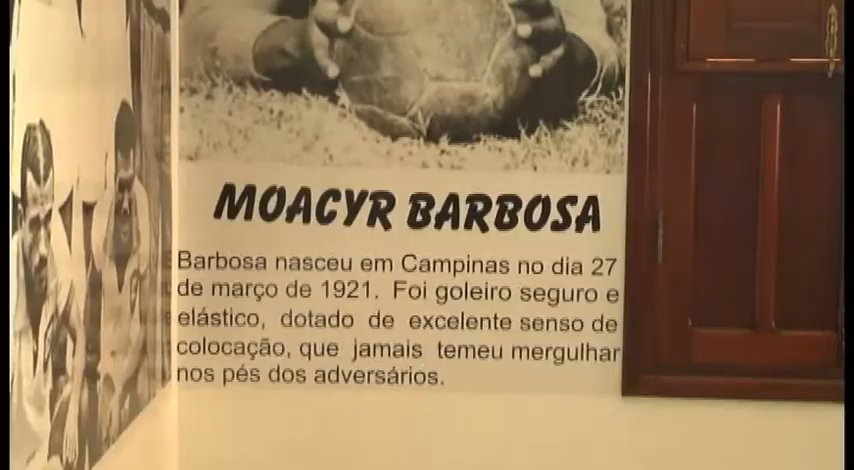 MOACYR BARBOSA
Barbosa nasceu em Campinas no dia 27
de março de 1921. Foi goleiro seguro e
elástico, dotado de excelente senso de
colocação, que jamais temeu mergulhar
nos pés dos adversários.